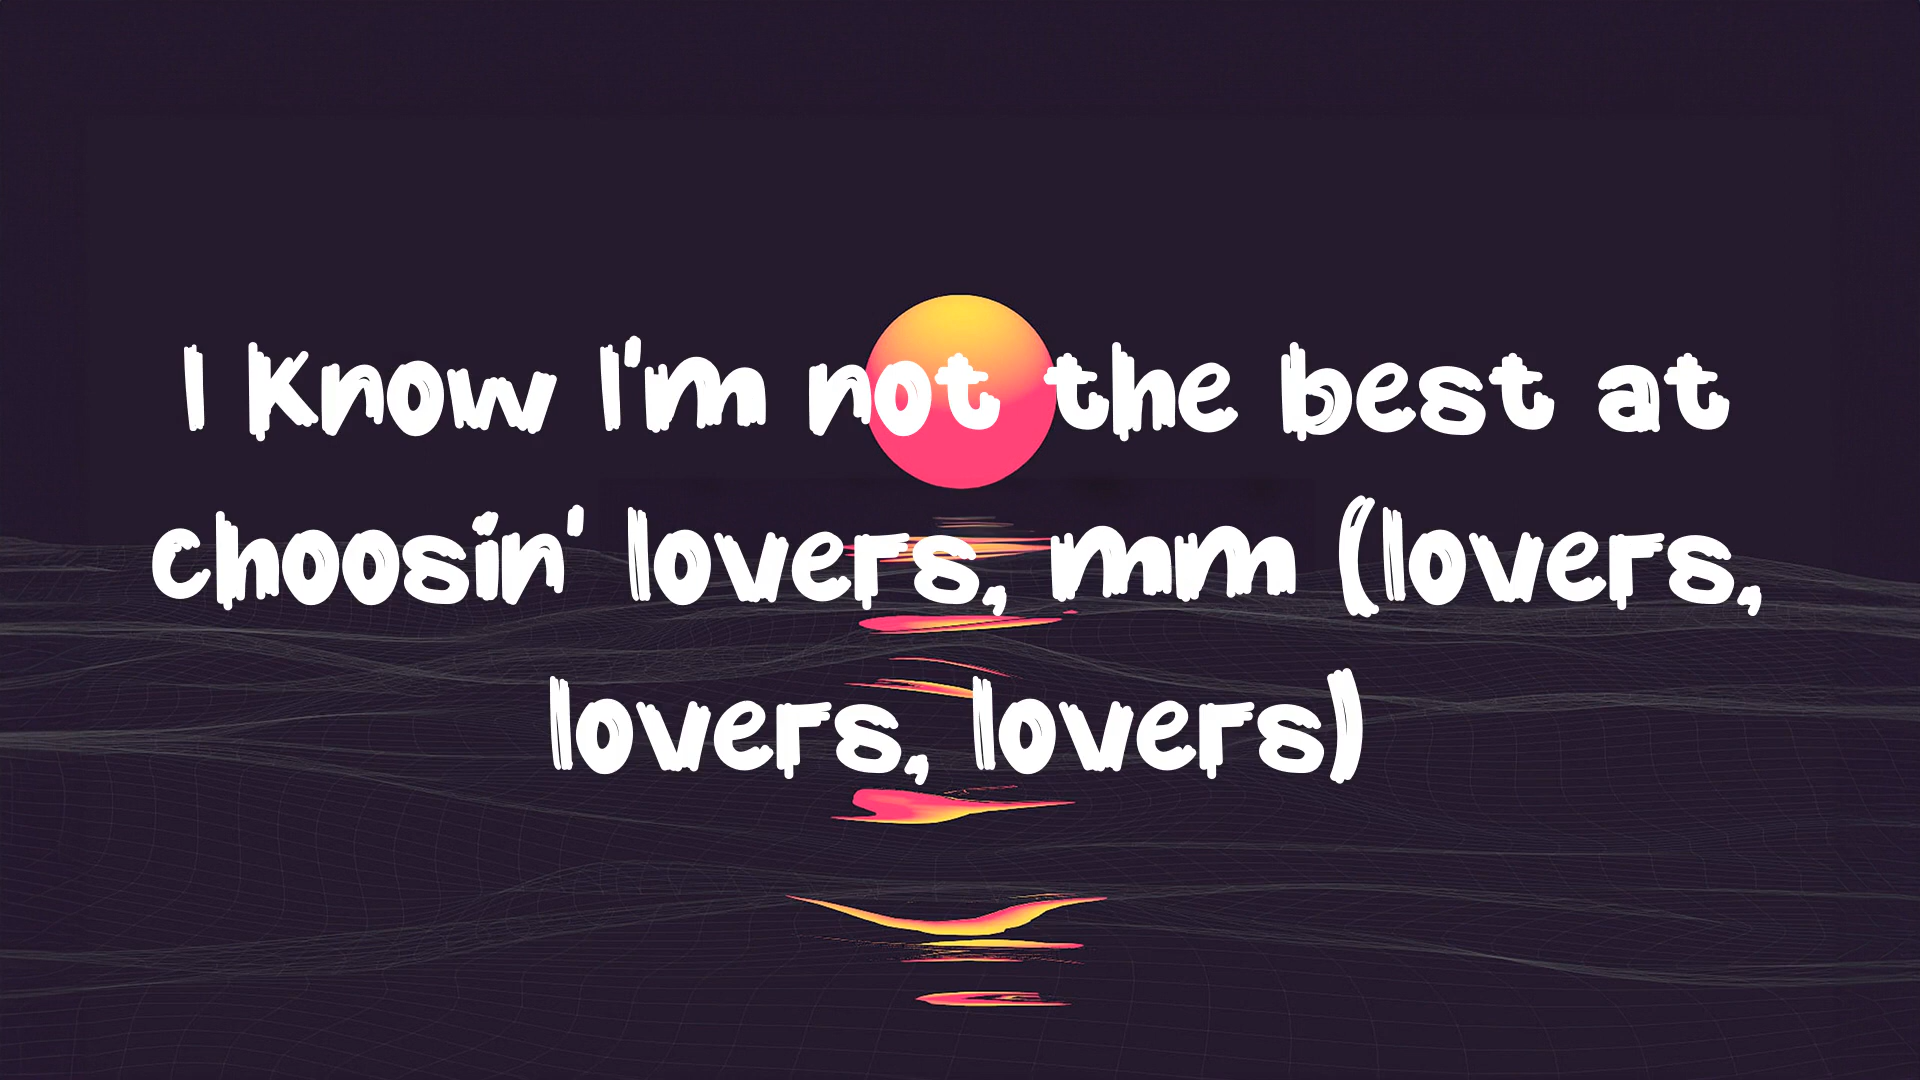 I know I'm not the best at
choosin' lovers, mm (lovers,
lovers, lovers)